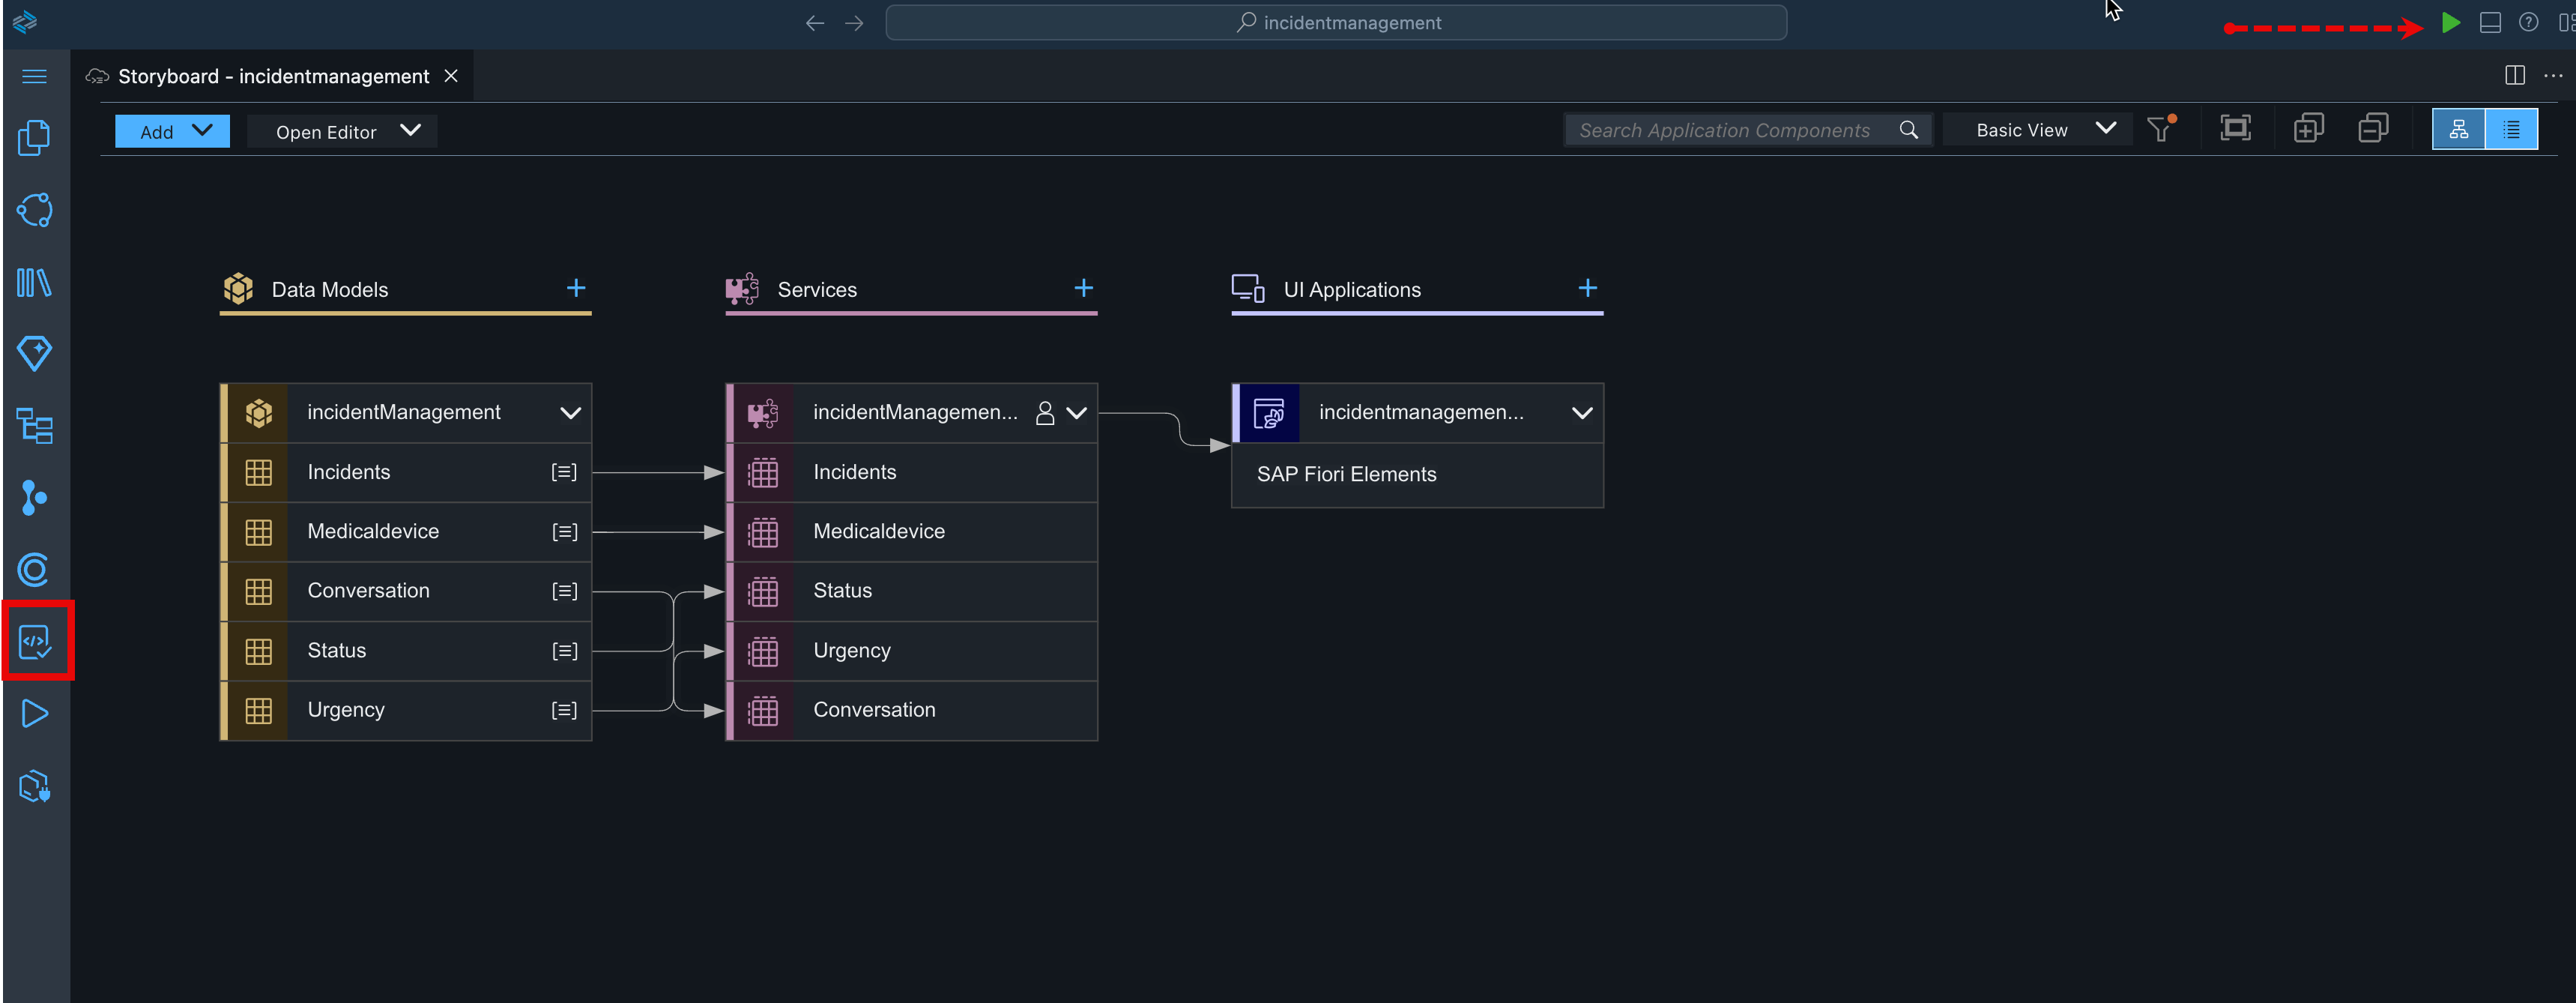 incidentmanagement
Storyboard - incidentmanagement
Add
Open Editor
Search Application Components
Basic View
Data Models
Services
UI Applications
incidentManagement
Incidents
Medicaldevice
Conversation
Status
Urgency
incidentManagemen...
Incidents
Medicaldevice
Status
Urgency
Conversation
incidentmanagemen...
SAP Fiori Elements